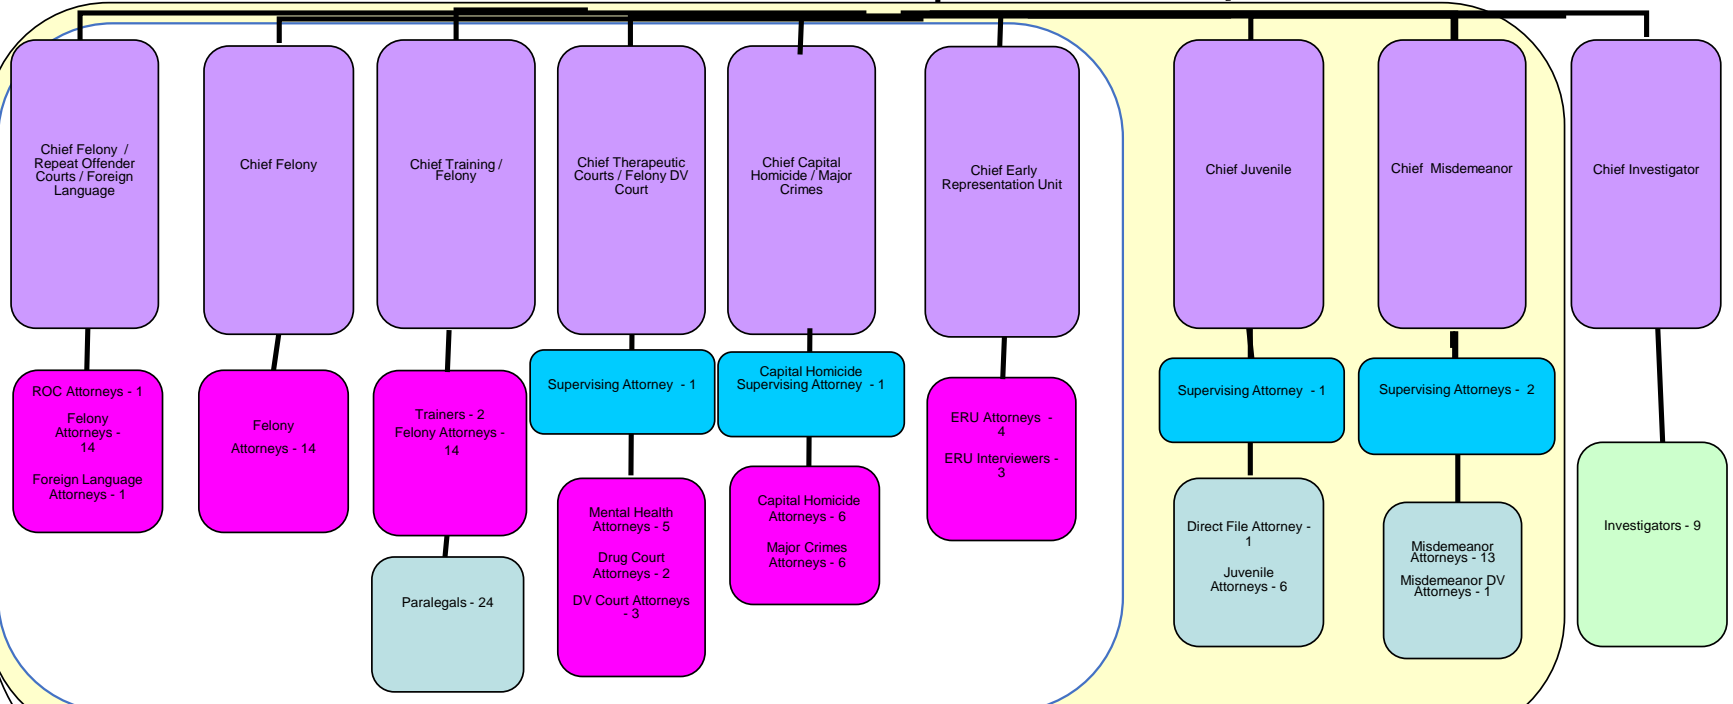 Chief Felony /
Repeat Offender
Courts / Foreign
Language
Chief Felony
Chief Training /
Felony
Chief Therapeutic
Courts / Felony DV
Court
Chief Capital
Homicide / Major
Crimes
Chief Early
Representation Unit
Chief Juvenile
Chief Misdemeanor
Chief Investigator
ROC Attorneys - 1
Felony
Attorneys -
14
Foreign Language
Attorneys - 1
Felony
Attorneys - 14
Trainers - 2
Felony Attorneys -
14
Paralegals - 24
Supervising Attorney - 1
Mental Health
Attorneys - 5
Drug Court
Attorneys - 2
DV Court Attorneys
- 3
Capital Homicide
Supervising Attorney - 1
Capital Homicide
Attorneys - 6
Major Crimes
Attorneys - 6
ERU Attorneys -
4
ERU Interviewers -
3
Supervising Attorney - 1
Direct File Attorney -
1
Juvenile
Attorneys - 6
Supervising Attorneys - 2
Misdemeanor
Attorneys - 13
Misdemeanor DV
Attorneys - 1
Investigators - 9